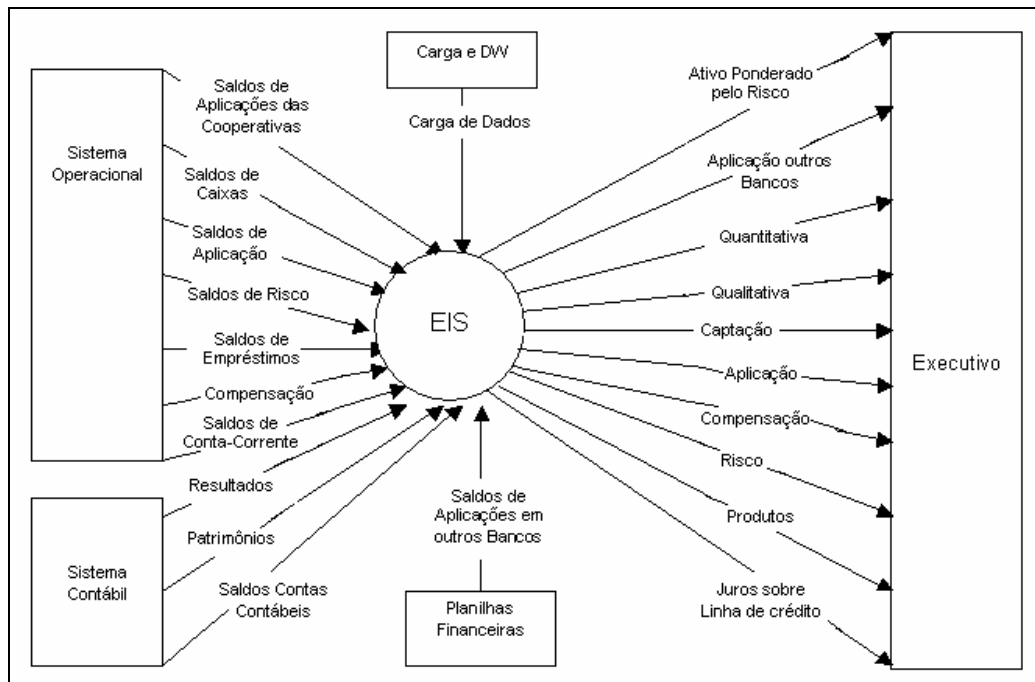 Carga e DW
Carga de Dados
Sistema
Operacional
Saldos de
Aplicações das
Cooperativas
Saldos de
Caixas
Saldos de
Aplicação
Saldos de Risco
Saldos de
Empréstimos
Compensação
Saldos de
Conta-Corrente
Sistema
Contábil
Resultados
Patrimônios
Saldos Contas
Contábeis
EIS
Saldos de
Aplicações em
outros Bancos
Planilhas
Financeiras
Ativo Ponderado
pelo Risco
Aplicação outros
Bancos
Quantitativa
Qualitativa
Captação
Aplicação
Compensação
Risco
Produtos
Juros sobre
Linha de crédito
Executivo